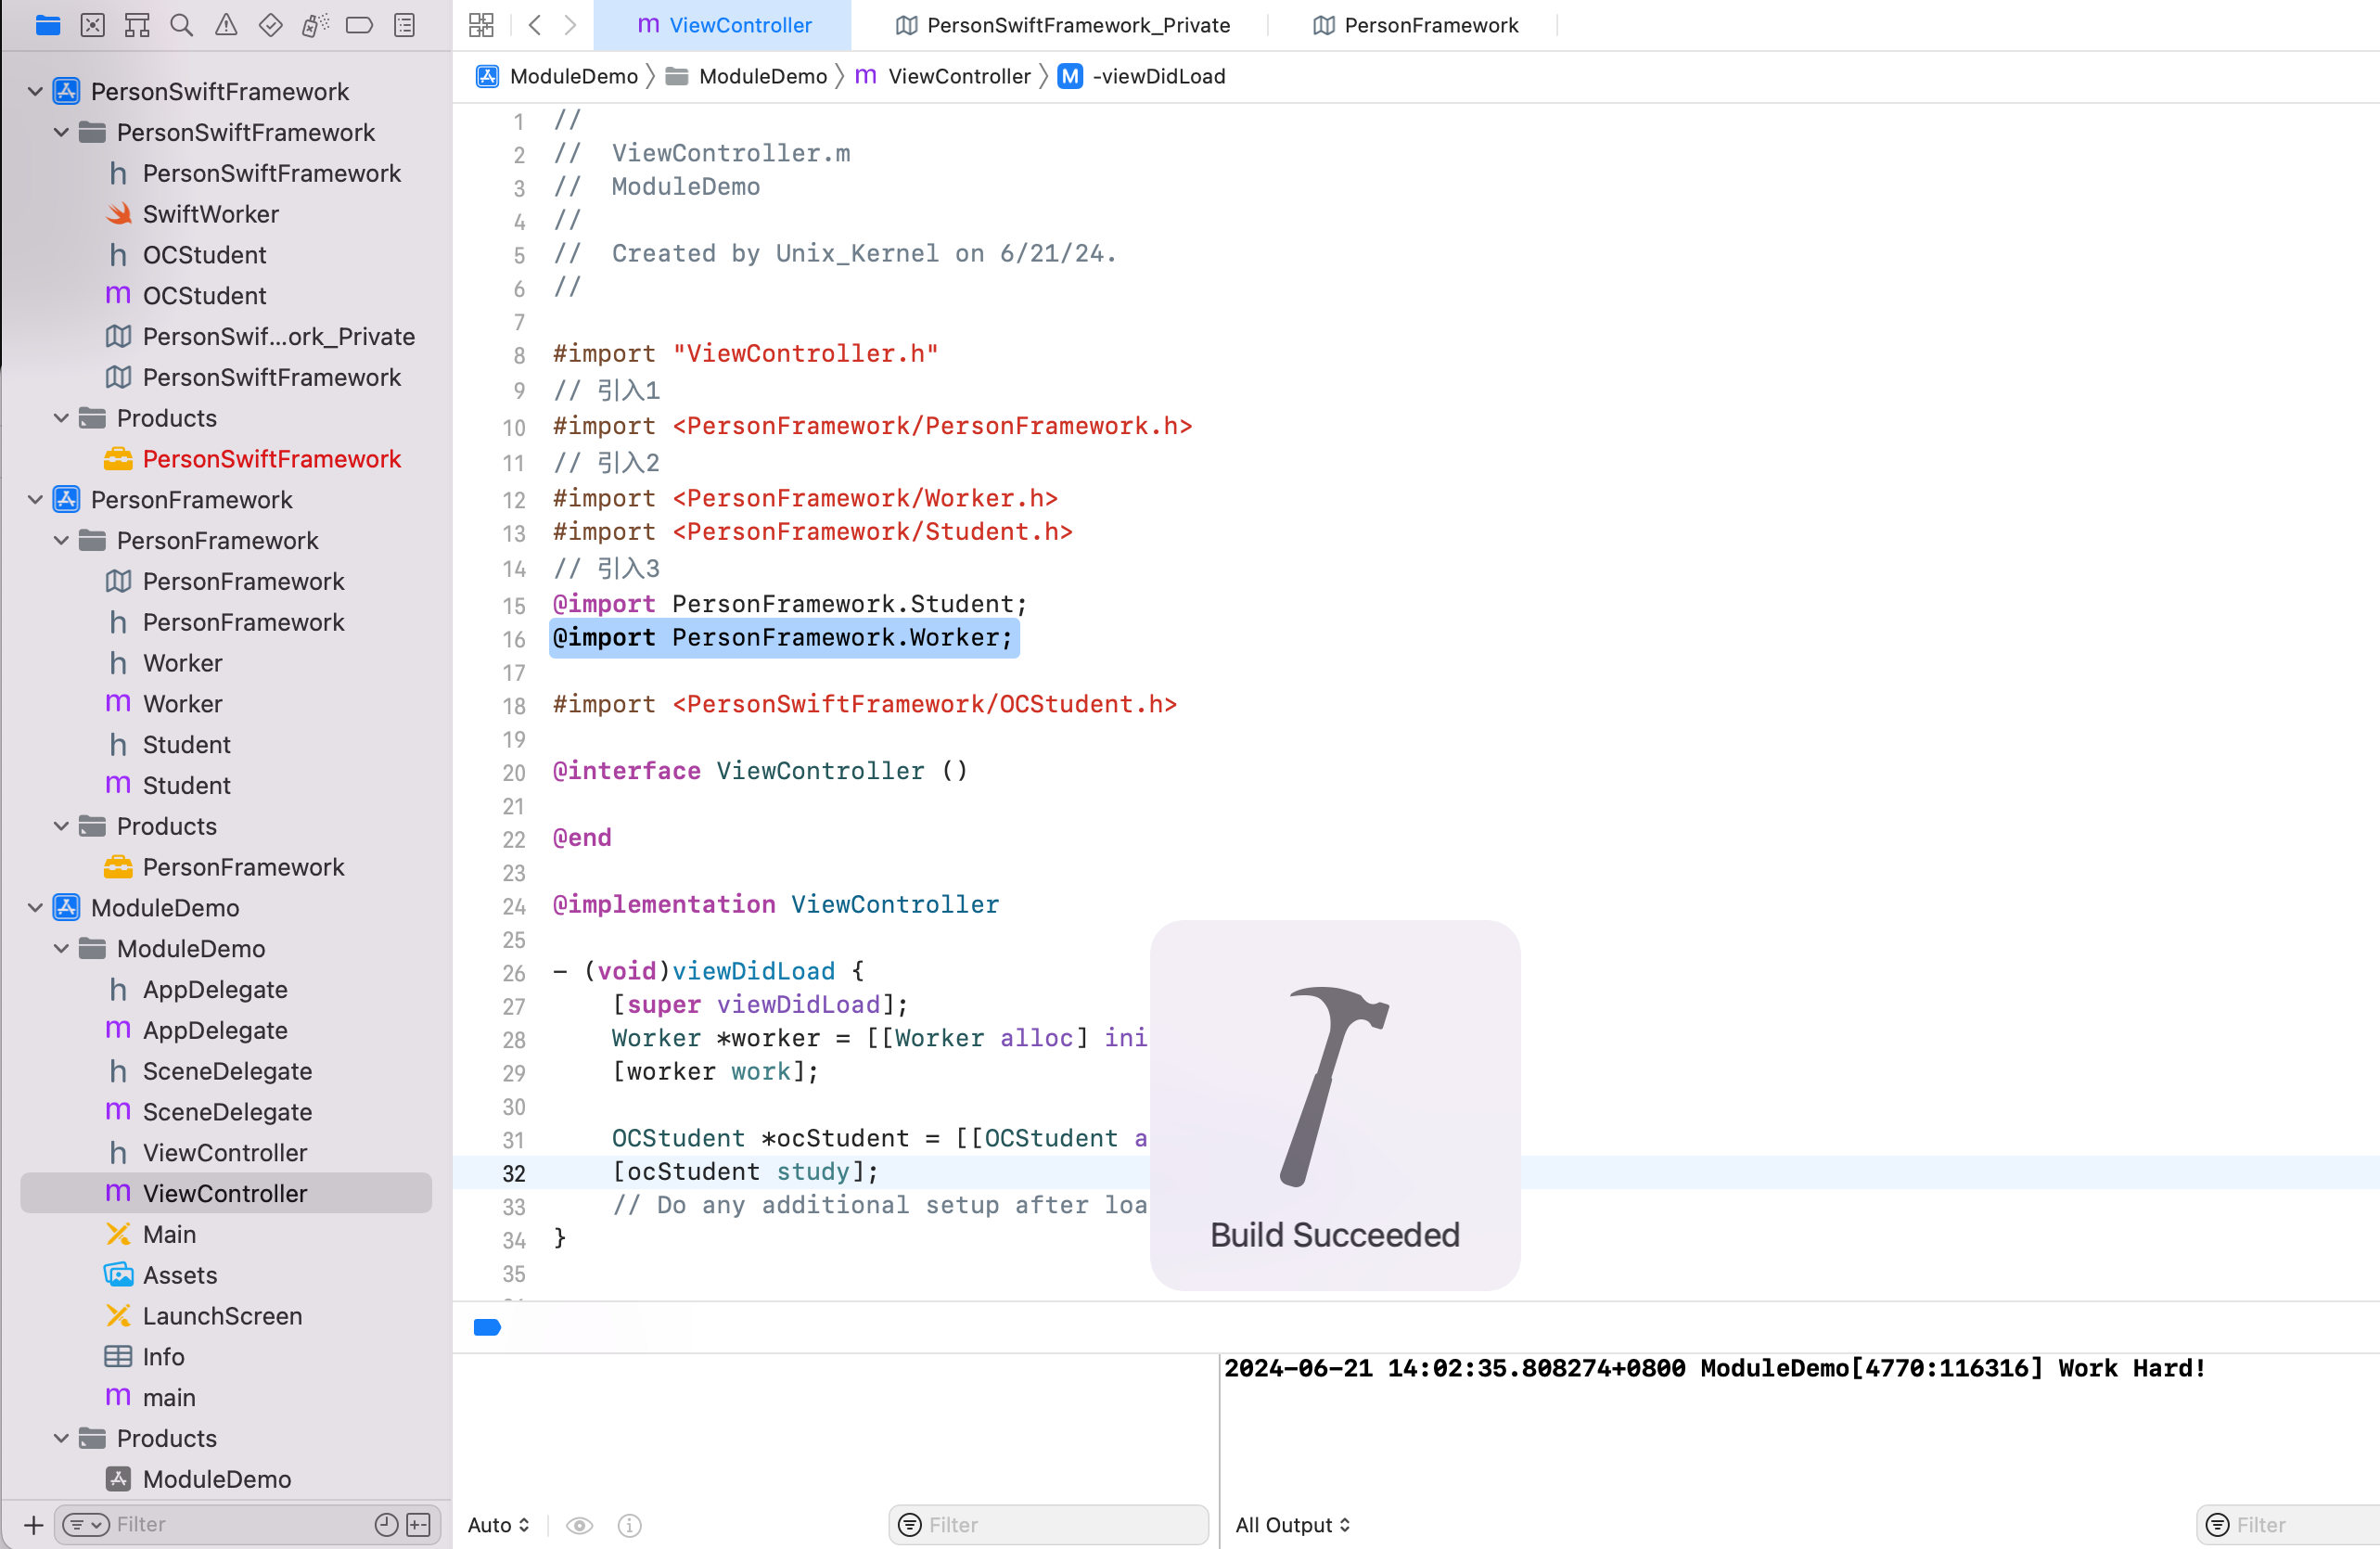 PersonSwiftFramework
PersonSwiftFramework
h PersonSwiftFramework
SwiftWorker
h OCStudent
m OCStudent
PersonSwif...ork_Private
PersonSwiftFramework
Products
PersonSwiftFramework
PersonFramework
PersonFramework
PersonFramework
h PersonFramework
h Worker
m Worker
h Student
m Student
Products
PersonFramework
ModuleDemo
ModuleDemo
h AppDelegate
m AppDelegate
h SceneDelegate
m SceneDelegate
h ViewController
m ViewController
Main
Assets
LaunchScreen
Info
m main
Products
ModuleDemo
Filter
m ViewController
PersonSwiftFramework_Private
PersonFramework
ModuleDemo
ModuleDemo
m ViewController
M -viewDidLoad
1 //
2 //  ViewController.m
3 //  ModuleDemo
4 //
5 //  Created by Unix_Kernel on 6/21/24.
6 //
7
8 #import "ViewController.h"
9 // 引入1
10 #import <PersonFramework/PersonFramework.h>
11 // 引入2
12 #import <PersonFramework/Worker.h>
13 #import <PersonFramework/Student.h>
14 // 引入3
15 @import PersonFramework.Student;
16 @import PersonFramework.Worker;
17
18 #import <PersonSwiftFramework/OCStudent.h>
19
20 @interface ViewController ()
21
22 @end
23
24 @implementation ViewController
25
26 - (void)viewDidLoad {
27     [super viewDidLoad];
28     Worker *worker = [[Worker alloc] ini
29     [worker work];
30
31     OCStudent *ocStudent = [[OCStudent a
32     [ocStudent study];
33     // Do any additional setup after loa
34 }
35
Build Succeeded
2024-06-21 14:02:35.808274+0800 ModuleDemo[4770:116316] Work Hard!
Auto
Filter
All Output
Filter